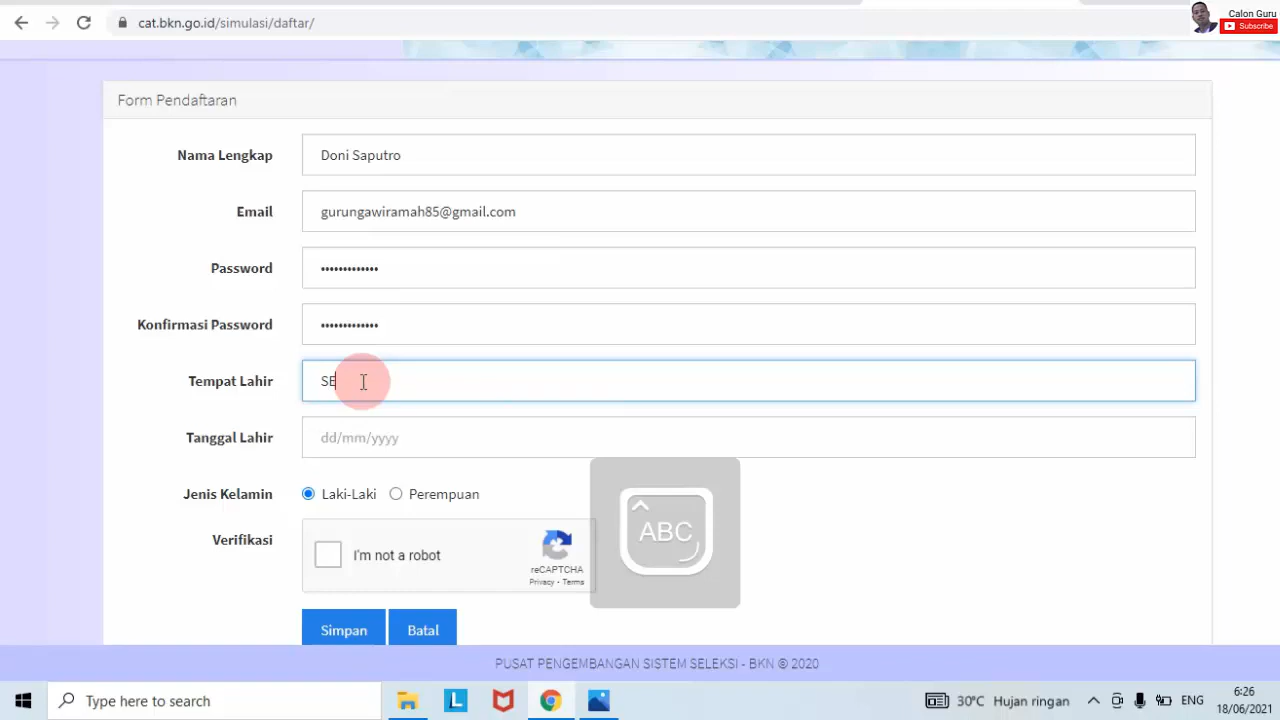 cat.bkn.go.id/simulasi/daftar/
Calon Guru
Subscribe
Form Pendaftaran
Nama Lengkap
Doni Saputro
Email
gurungawiramah85@gmail.com
Password
•••••••••••••
Konfirmasi Password
•••••••••••••
Tempat Lahir
SE
Tanggal Lahir
dd/mm/yyyy
Jenis Kelamin
Laki-Laki
Perempuan
Verifikasi
I'm not a robot
reCAPTCHA
Privacy - Terms
ABC
Simpan
Batal
PUSAT PENGEMBANGAN SISTEM SELEKSI - BKN © 2020
Type here to search
L
30°C Hujan ringan
ENG
6:26
18/06/2021